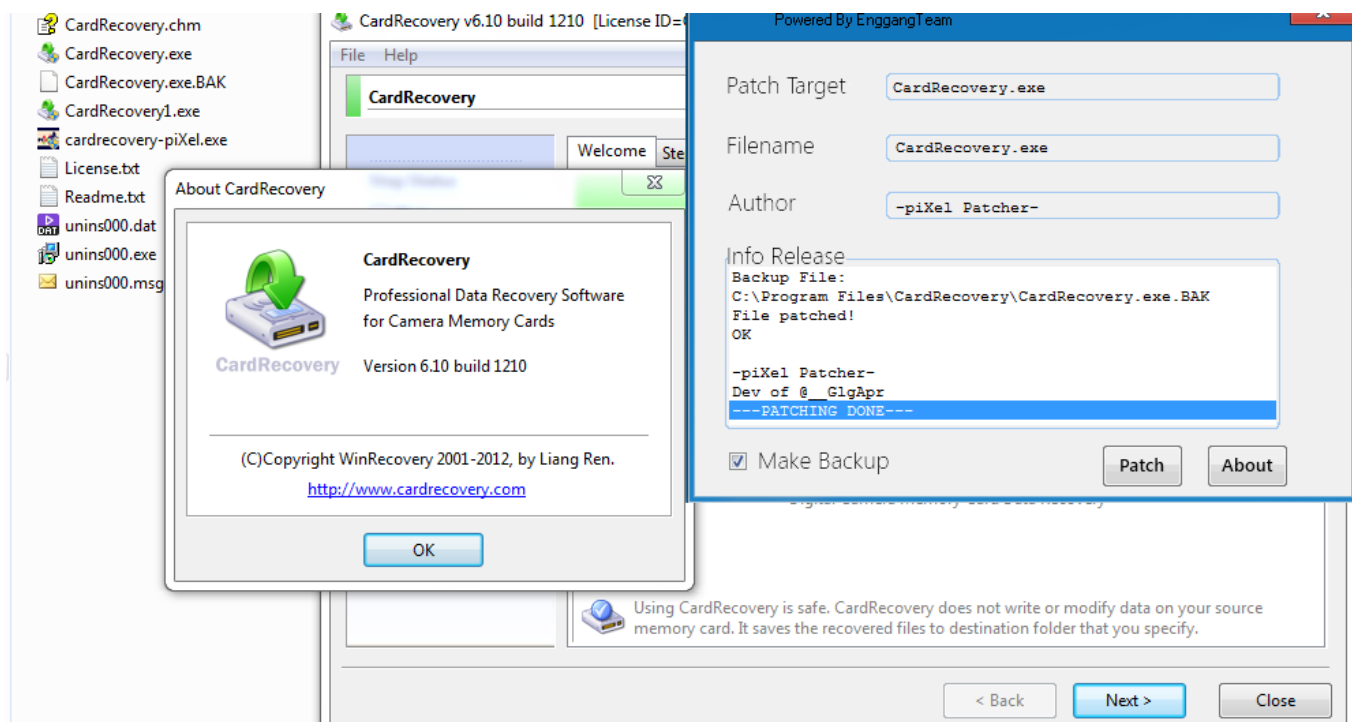 CardRecovery.chm
CardRecovery.exe
CardRecovery.exe.BAK
CardRecovery1.exe
cardrecovery-piXel.exe
License.txt
Readme.txt
unins000.dat
unins000.exe
unins000.msg
CardRecovery v6.10 build 1210 [License ID=
File Help
CardRecovery
Welcome
Ste
About CardRecovery
CardRecovery
Professional Data Recovery Software
for Camera Memory Cards
CardRecovery
Version 6.10 build 1210
(C)Copyright WinRecovery 2001-2012, by Liang Ren.
http://www.cardrecovery.com
OK
Powered By EnggangTeam
Patch Target
CardRecovery.exe
Filename
CardRecovery.exe
Author
-piXel Patcher-
Info Release
Backup File:
C:\Program Files\CardRecovery\CardRecovery.exe.BAK
File patched!
OK
-piXel Patcher-
Dev of @__GlgApr
---PATCHING DONE---
Make Backup
Patch
About
Using CardRecovery is safe. CardRecovery does not write or modify data on your source
memory card. It saves the recovered files to destination folder that you specify.
< Back
Next >
Close